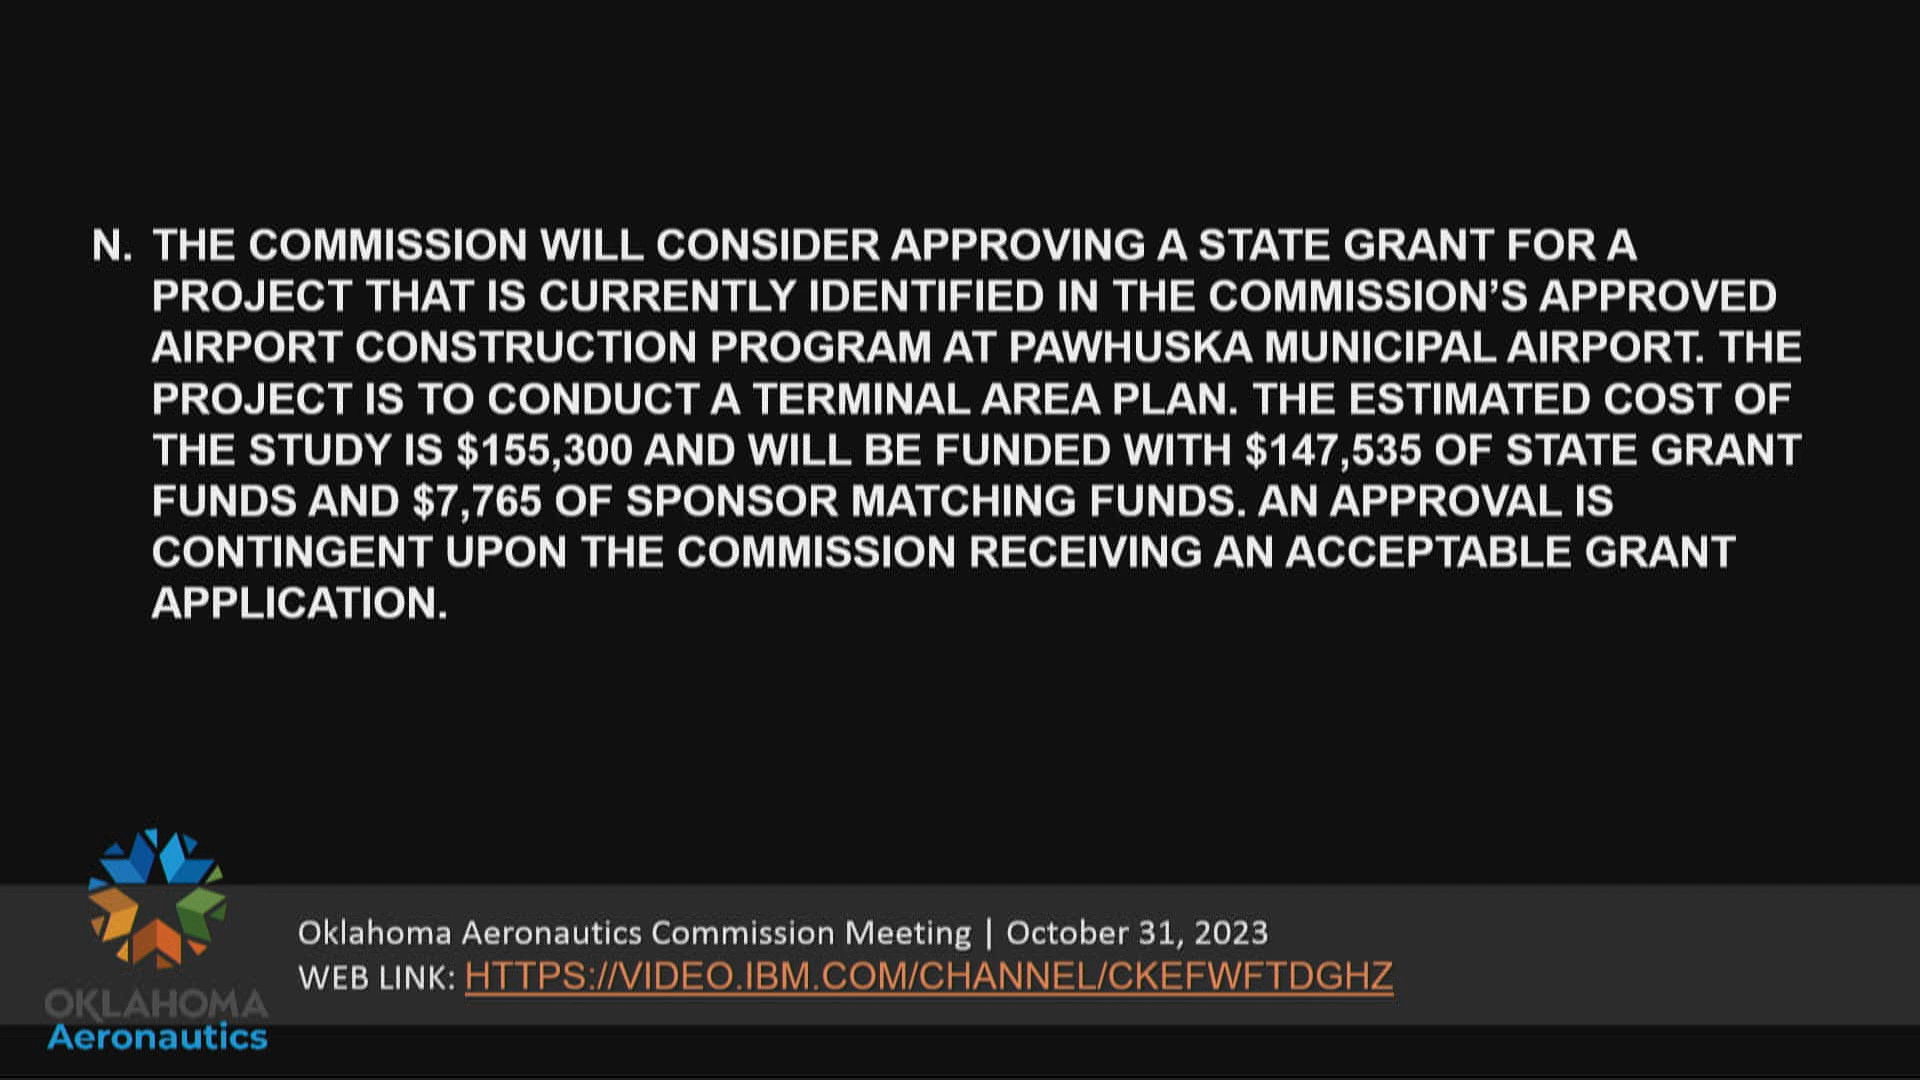 N. THE COMMISSION WILL CONSIDER APPROVING A STATE GRANT FOR A
PROJECT THAT IS CURRENTLY IDENTIFIED IN THE COMMISSION’S APPROVED
AIRPORT CONSTRUCTION PROGRAM AT PAWHUSKA MUNICIPAL AIRPORT. THE
PROJECT IS TO CONDUCT A TERMINAL AREA PLAN. THE ESTIMATED COST OF
THE STUDY IS $155,300 AND WILL BE FUNDED WITH $147,535 OF STATE GRANT
FUNDS AND $7,765 OF SPONSOR MATCHING FUNDS. AN APPROVAL IS
CONTINGENT UPON THE COMMISSION RECEIVING AN ACCEPTABLE GRANT
APPLICATION.
Oklahoma Aeronautics Commission Meeting | October 31, 2023
WEB LINK: HTTPS://VIDEO.IBM.COM/CHANNEL/CKEFWFTDGHZ
OKLAHOMA
Aeronautics